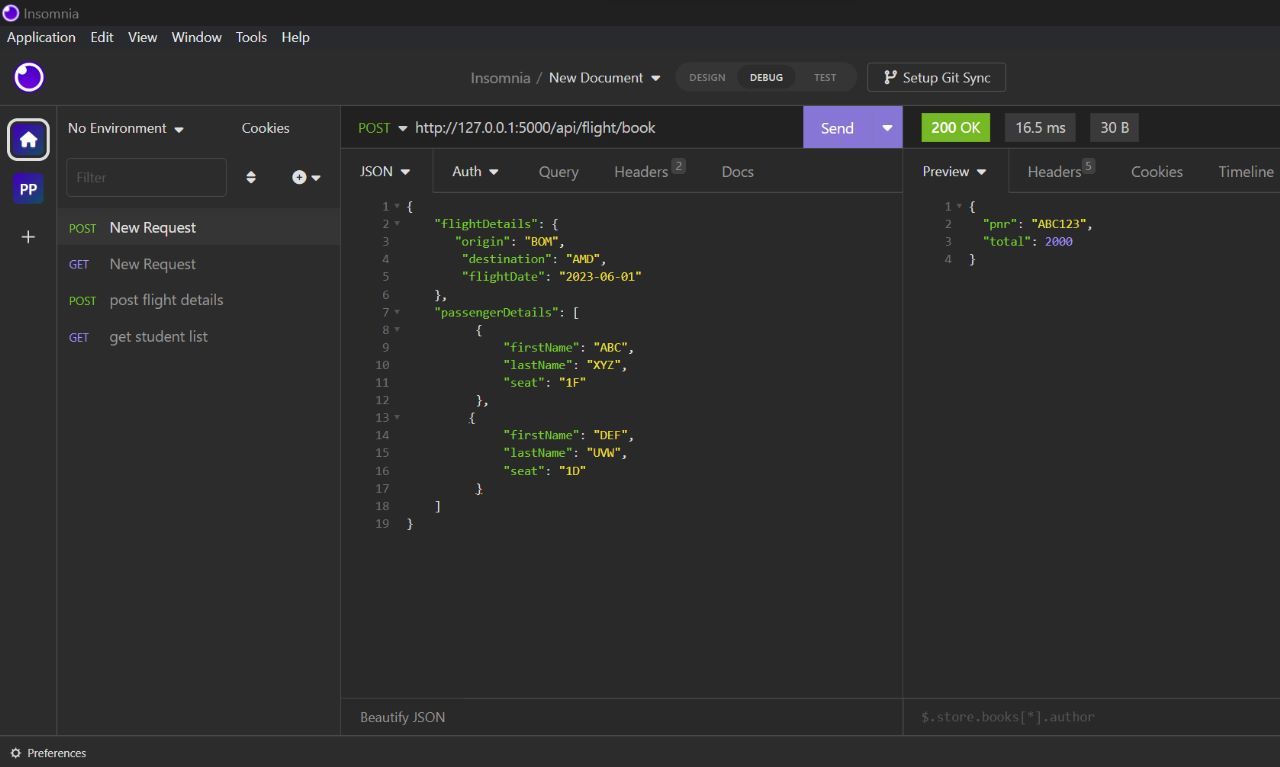 Insomnia
Application Edit View Window Tools Help
Insomnia / New Document DESIGN DEBUG TEST Setup Git Sync
No Environment Cookies
Filter
PP
POST New Request
GET New Request
POST post flight details
GET get student list
POST http://127.0.0.1:5000/api/flight/book Send
JSON Auth Query Headers 2 Docs
1 {
2 "flightDetails": {
3 "origin": "BOM",
4 "destination": "AMD",
5 "flightDate": "2023-06-01"
6 },
7 "passengerDetails": [
8 {
9 "firstName": "ABC",
10 "lastName": "XYZ",
11 "seat": "1F"
12 },
13 {
14 "firstName": "DEF",
15 "lastName": "UVW",
16 "seat": "1D"
17 }
18 ]
19 }
Beautify JSON
200 OK 16.5 ms 30 B
Preview Headers 5 Cookies Timeline
1 {
2 "pnr": "ABC123",
3 "total": 2000
4 }
$.store.books[*].author
Preferences